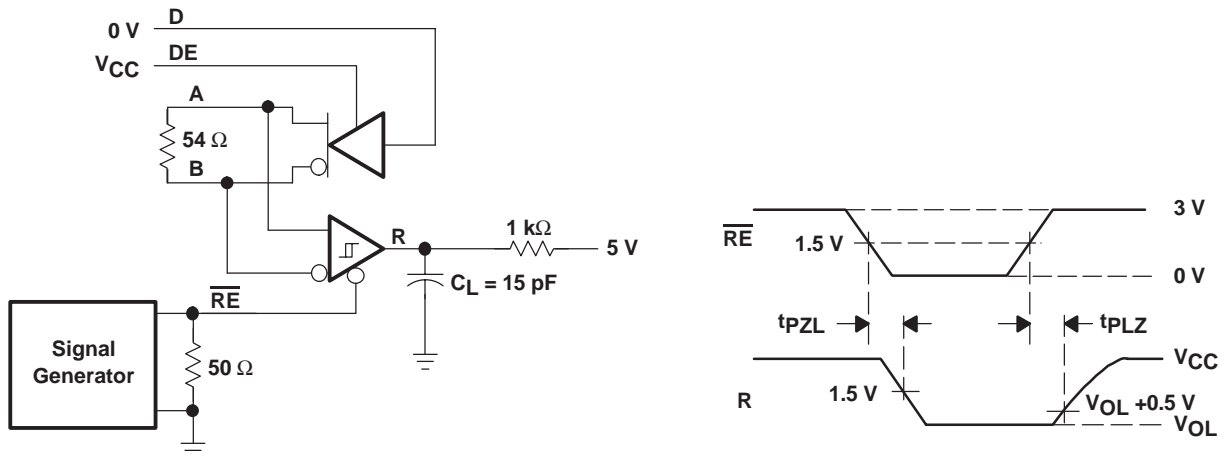 0 V
D
VCC
DE
A
54 Ω
B
R
1 kΩ
5 V
CL = 15 pF
RE
Signal
Generator
50 Ω
3 V
RE
1.5 V
0 V
tPZL
tPLZ
VCC
1.5 V
R
VOL +0.5 V
VOL